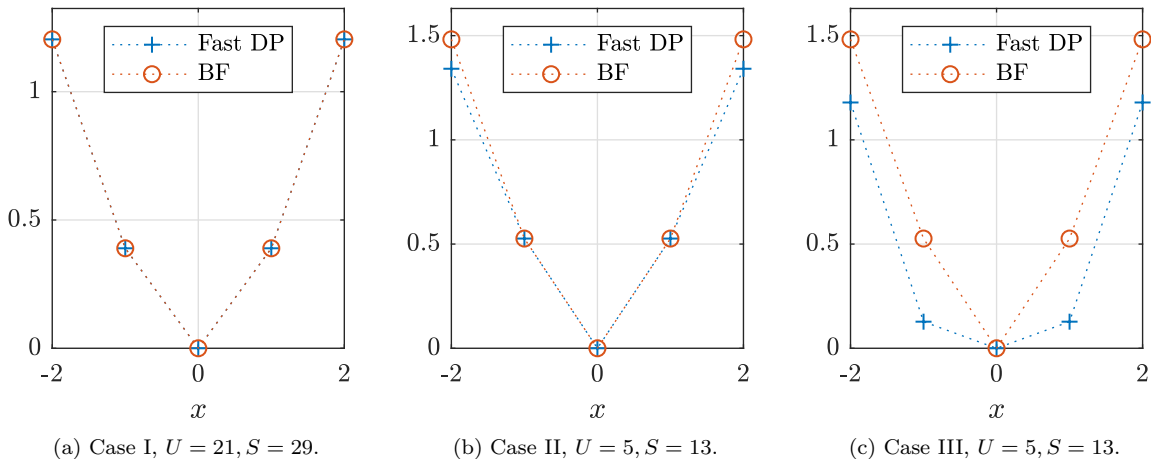 Fast DP
BF
1
0.5
0
-2
0
2
x
(a) Case I, U = 21, S = 29.
Fast DP
BF
1.5
1
0.5
0
-2
0
2
x
(b) Case II, U = 5, S = 13.
Fast DP
BF
1.5
1
0.5
0
-2
0
2
x
(c) Case III, U = 5, S = 13.